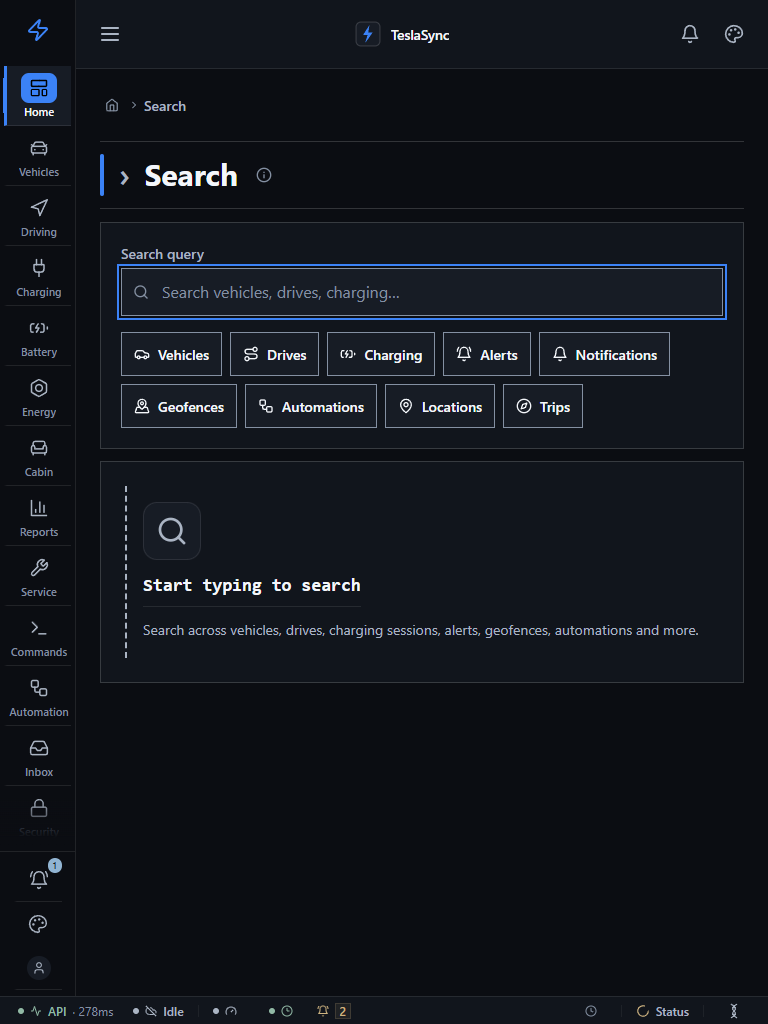 TeslaSync
Home
Vehicles
Driving
Charging
Battery
Energy
Cabin
Reports
Service
Commands
Automation
Inbox
Security
1
Search
Search
Search query
Search vehicles, drives, charging...
Vehicles Drives Charging Alerts Notifications
Geofences Automations Locations Trips
Start typing to search
Search across vehicles, drives, charging sessions, alerts, geofences, automations and more.
API · 278ms Idle 2 Status